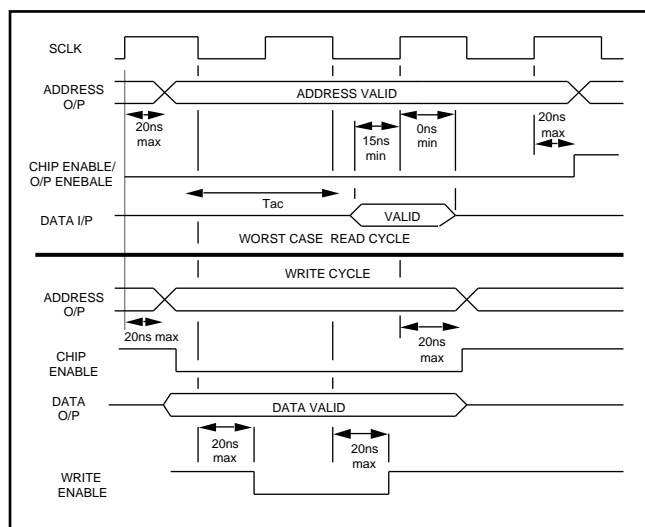 SCLK
ADDRESS
O/P
ADDRESS VALID
20ns
max
15ns
min
0ns
min
20ns
max
CHIP ENABLE/
O/P ENEBALE
Tac
DATA I/P
VALID
WORST CASE READ CYCLE
WRITE CYCLE
ADDRESS
O/P
20ns max
20ns
max
CHIP
ENABLE
DATA
O/P
DATA VALID
20ns
max
20ns
max
WRITE
ENABLE